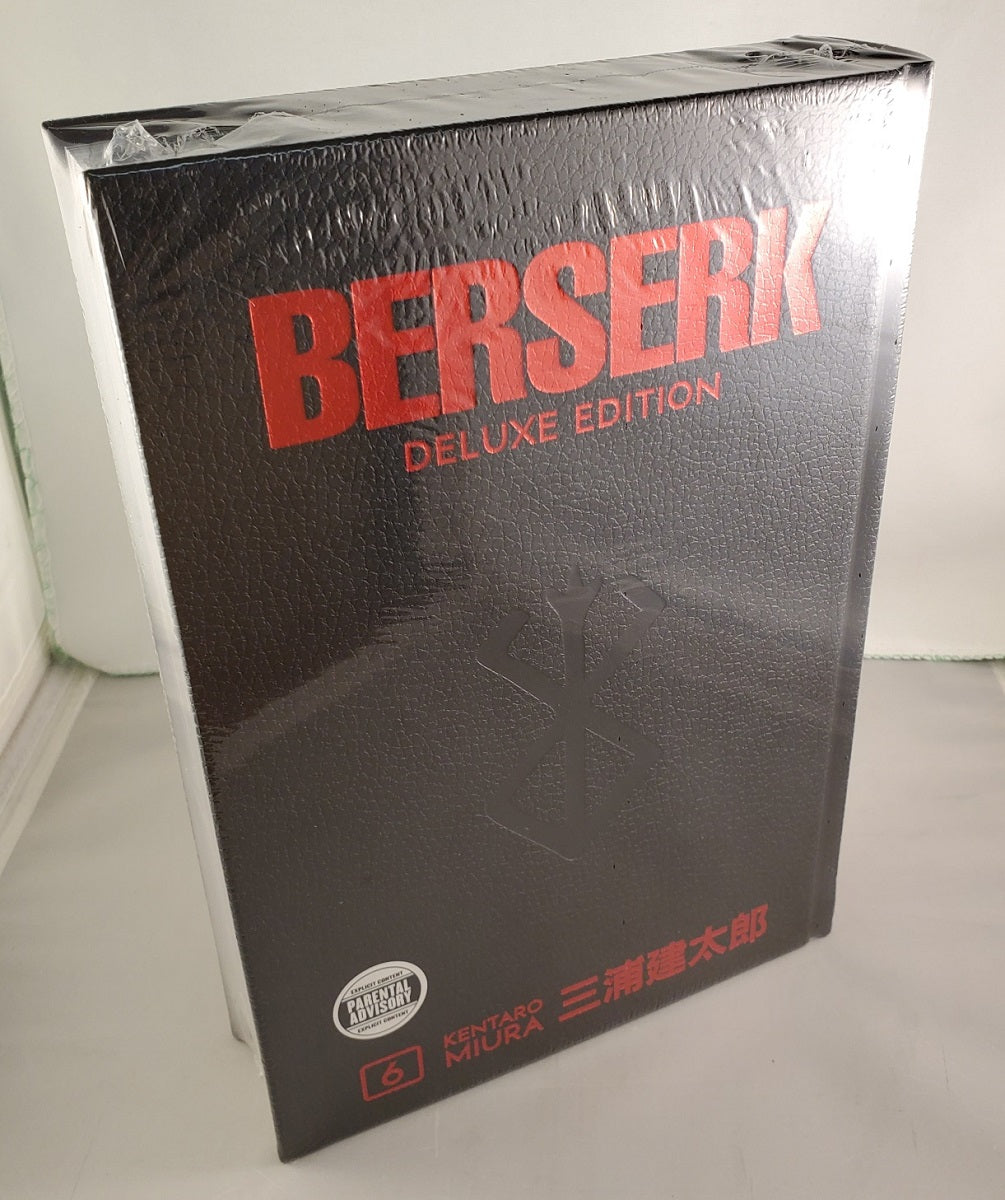 BERSERK
DELUXE EDITION
EXPLICIT CONTENT
PARENTAL
ADVISORY
EXPLICIT CONTENT
6
KENTARO
MIURA
三浦建太郎